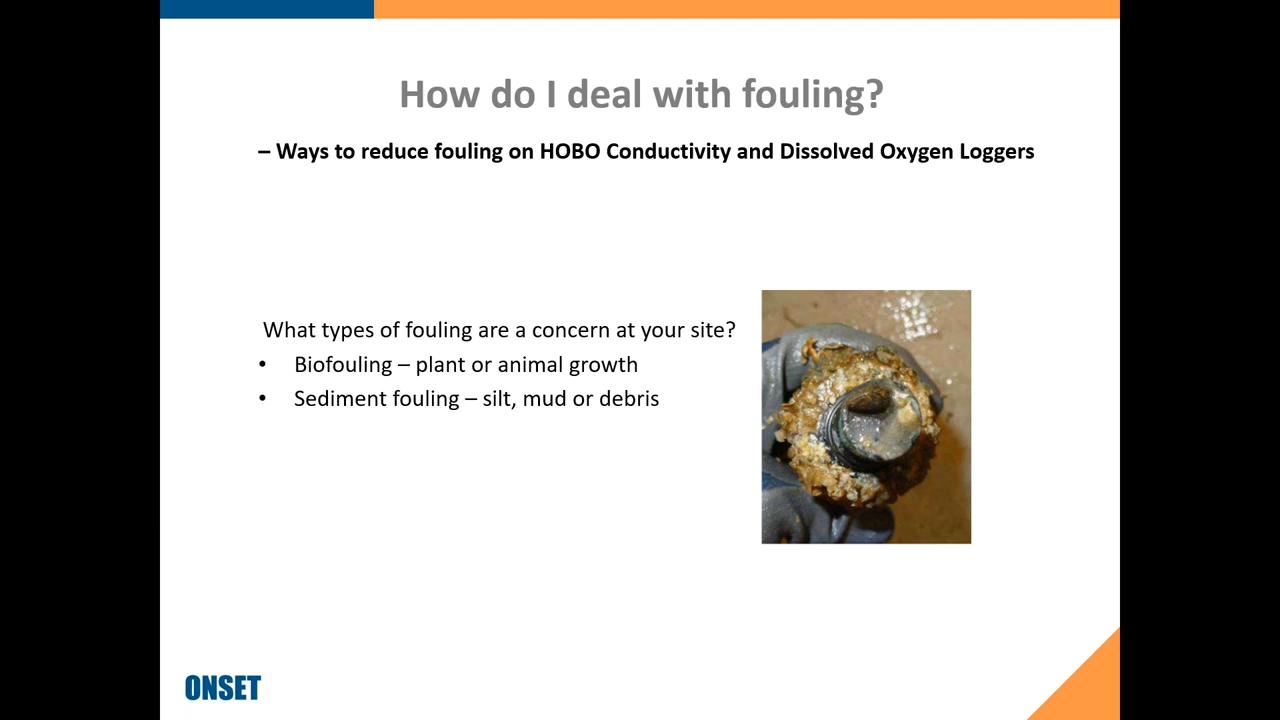 How do I deal with fouling?
– Ways to reduce fouling on HOBO Conductivity and Dissolved Oxygen Loggers
What types of fouling are a concern at your site?
• Biofouling – plant or animal growth
• Sediment fouling – silt, mud or debris
ONSET